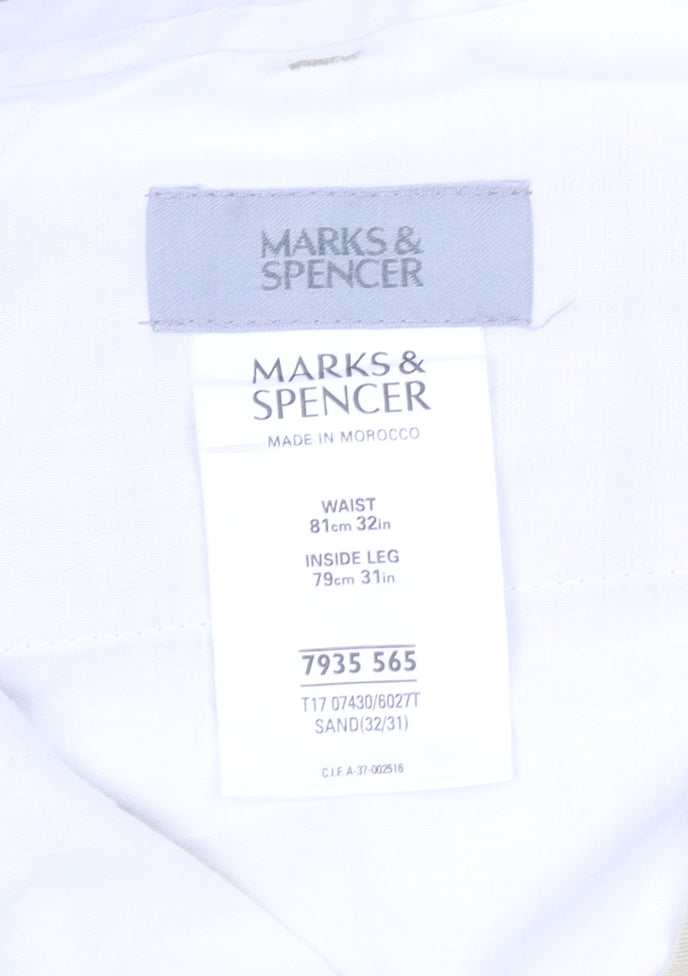 MARKS &
SPENCER
MARKS &
SPENCER
MADE IN MOROCCO
WAIST
81cm 32in
INSIDE LEG
79cm 31in
7935 565
T17 07430/6027T
SAND(32/31)
C.I.F. A-37-002516